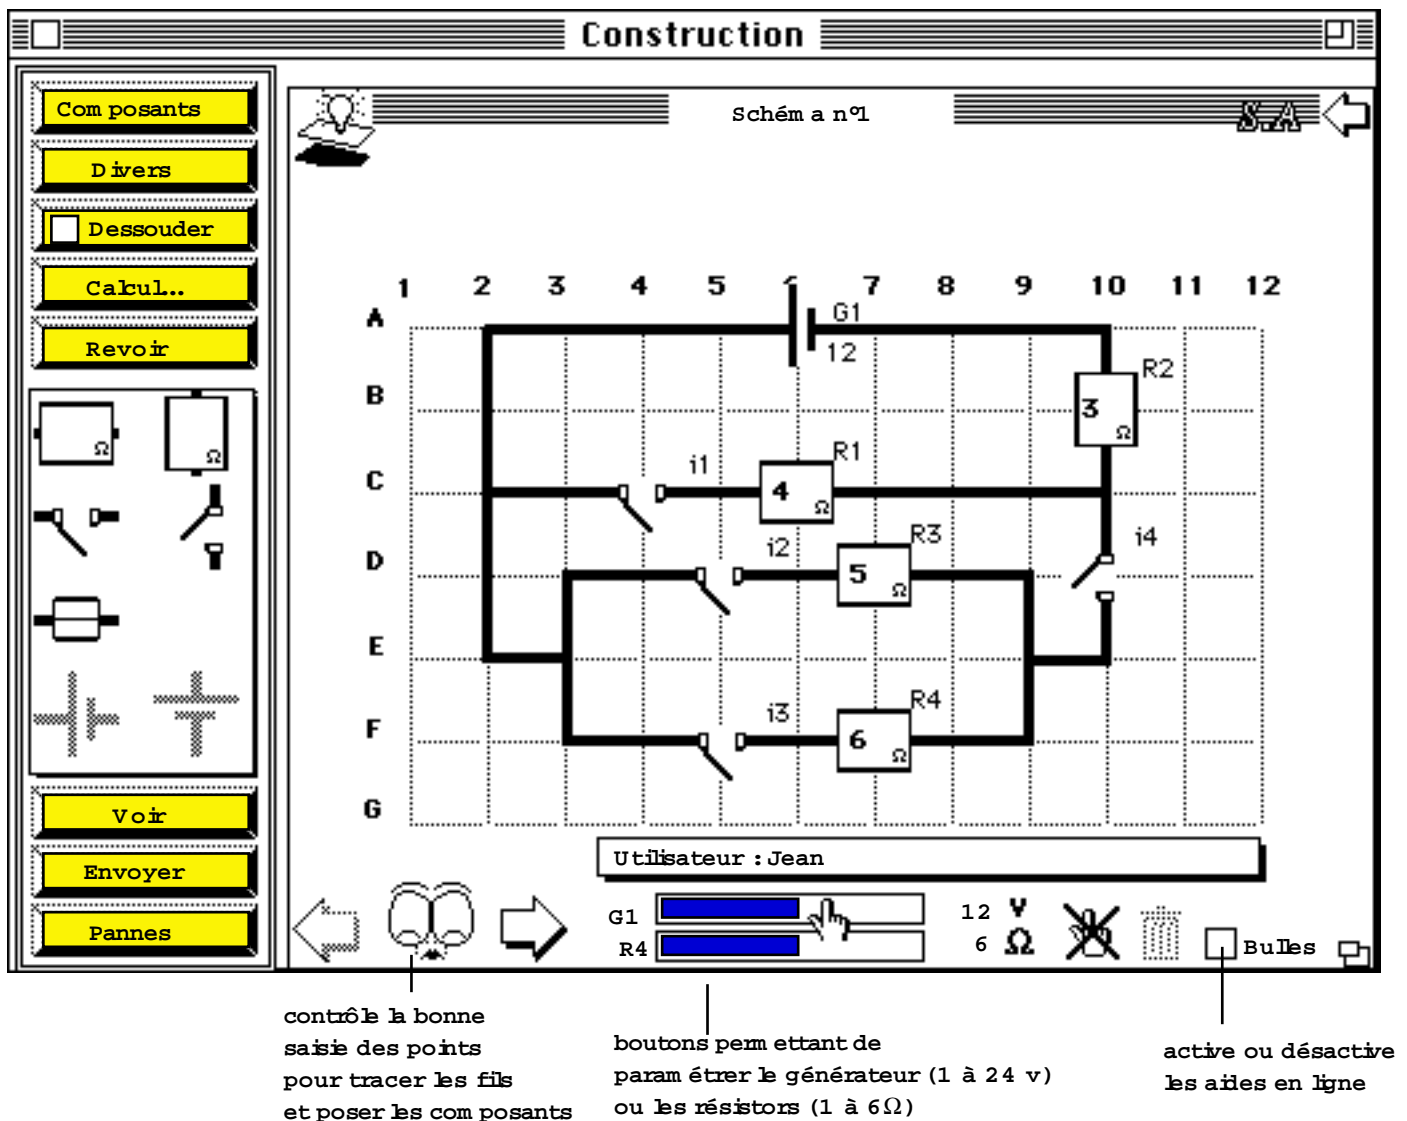 Construction
Composants
Divers
Dessouder
Calcul...
Revoir
Ω
Ω
Voir
Envoyer
Pannes
Schéma n°1
S.A
1 2 3 4 5 6 7 8 9 10 11 12
A
B
C
D
E
F
G
G1
12
R2
3 Ω
i1
R1
4 Ω
i2
R3
5 Ω
i4
i3
R4
6 Ω
Utilisateur : Jean
G1
12 V
R4
6 Ω
Bulles
contrôle la bonne
saisie des points
pour tracer les fils
et poser les composants
boutons permettant de
paramétrer le générateur (1 à 24 v)
ou les résistors (1 à 6Ω)
active ou désactive
les aides en ligne